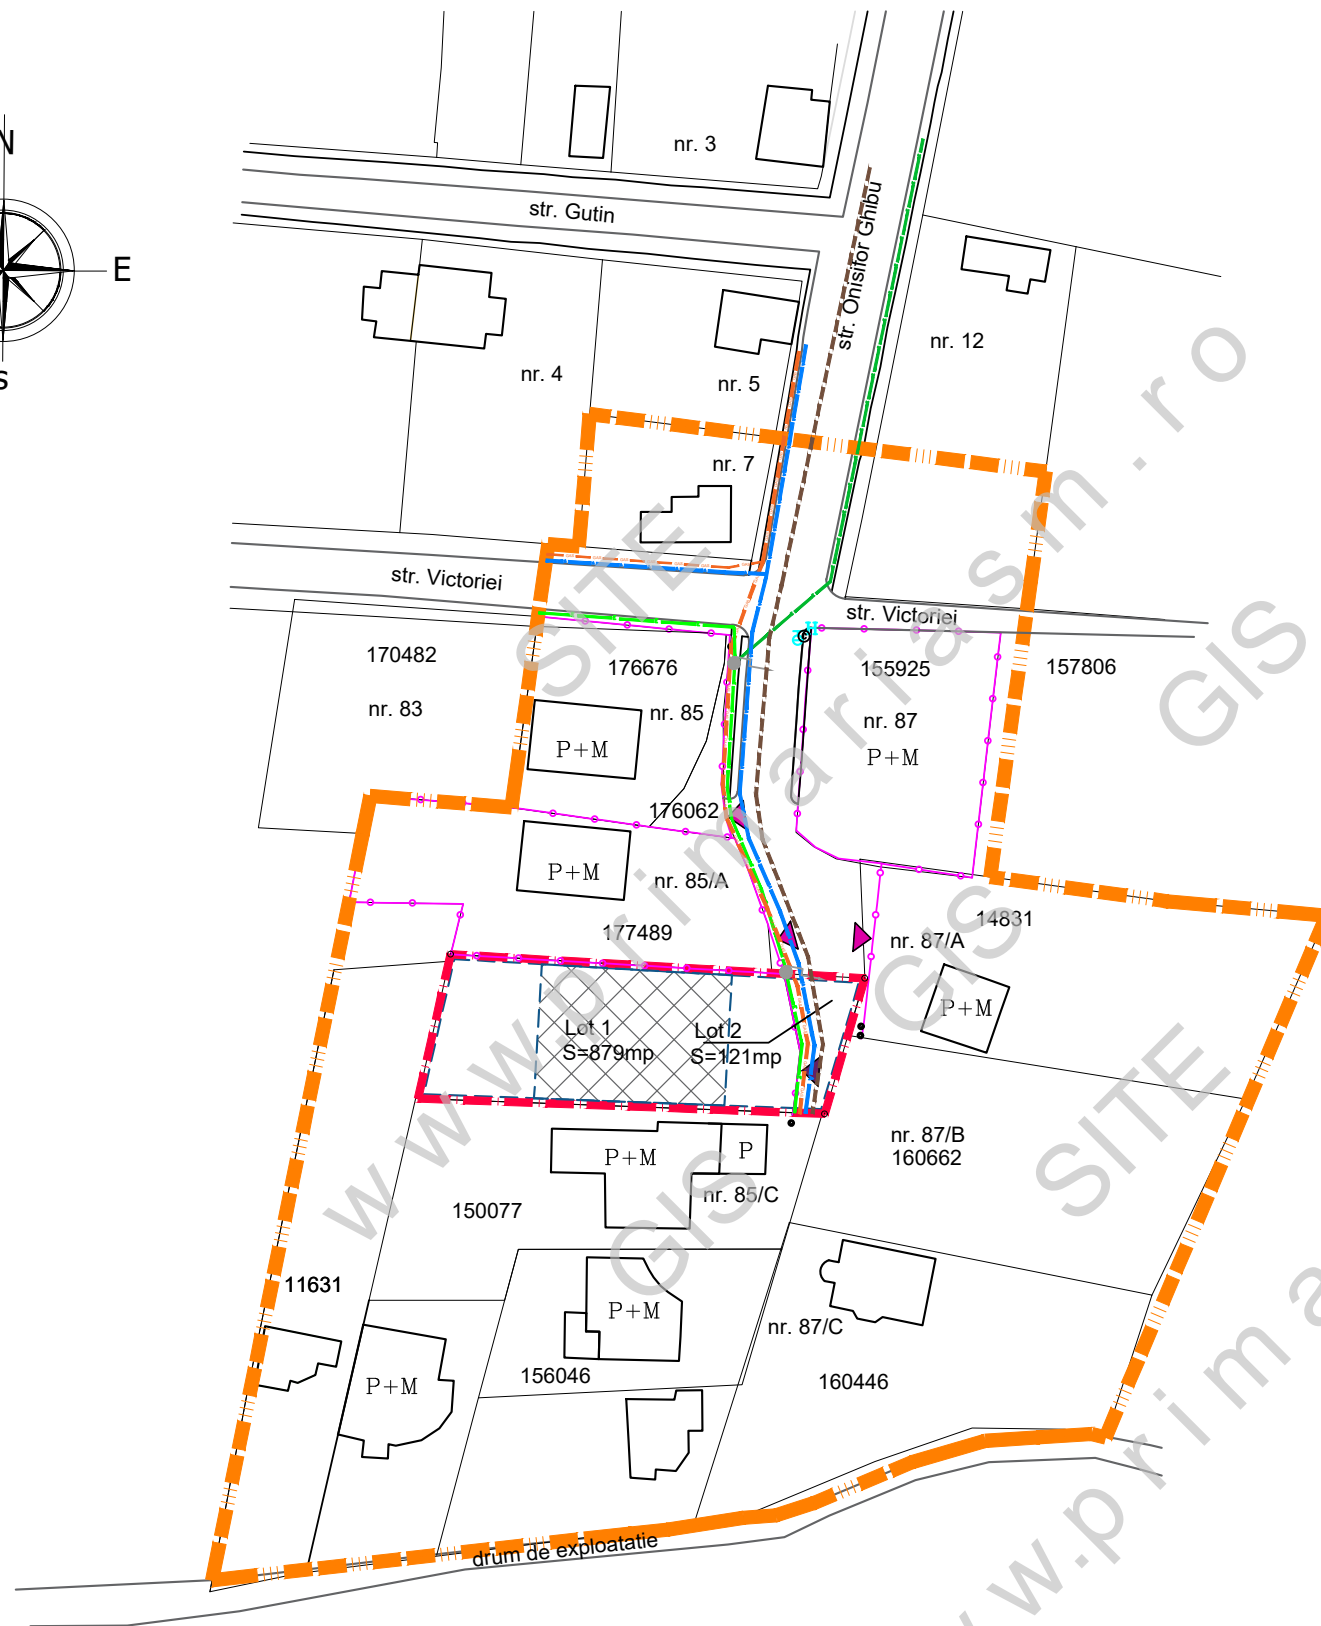 N
E
S
nr. 3
str. Gutin
str. Onisifor Ghibu
nr. 12
nr. 4
nr. 5
nr. 7
str. Victoriei
str. Victoriei
170482
176676
155925
157806
nr. 83
nr. 85
nr. 87
P+M
P+M
176062
P+M
nr. 85/A
177489
14831
nr. 87/A
P+M
Lot 1
S=879mp
Lot 2
S=121mp
nr. 87/B
160662
P+M
P
nr. 85/C
150077
11631
P+M
nr. 87/C
P+M
156046
160446
drum de exploatatie
www.primariasm.ro
SITE
GIS
GIS
SITE
GIS
w.prima